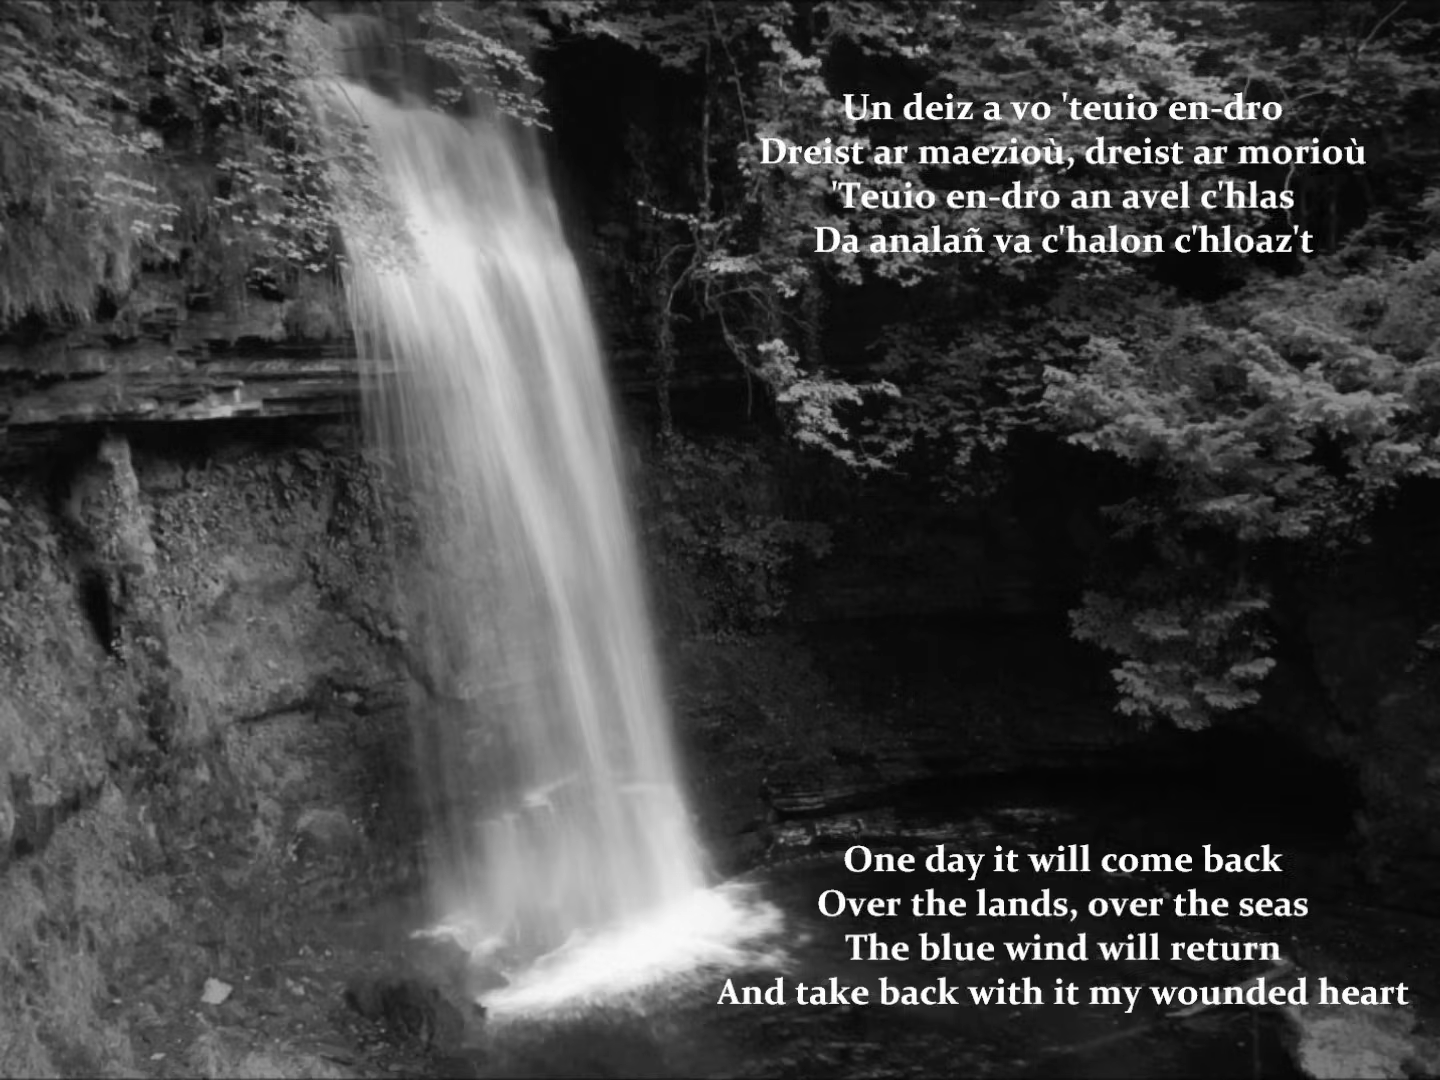 Un deiz a vo 'teuio en-dro
Dreist ar maezioù, dreist ar morioù
'Teuio en-dro an avel c'hlas
Da analañ va c'halon c'hloaz't
One day it will come back
Over the lands, over the seas
The blue wind will return
And take back with it my wounded heart